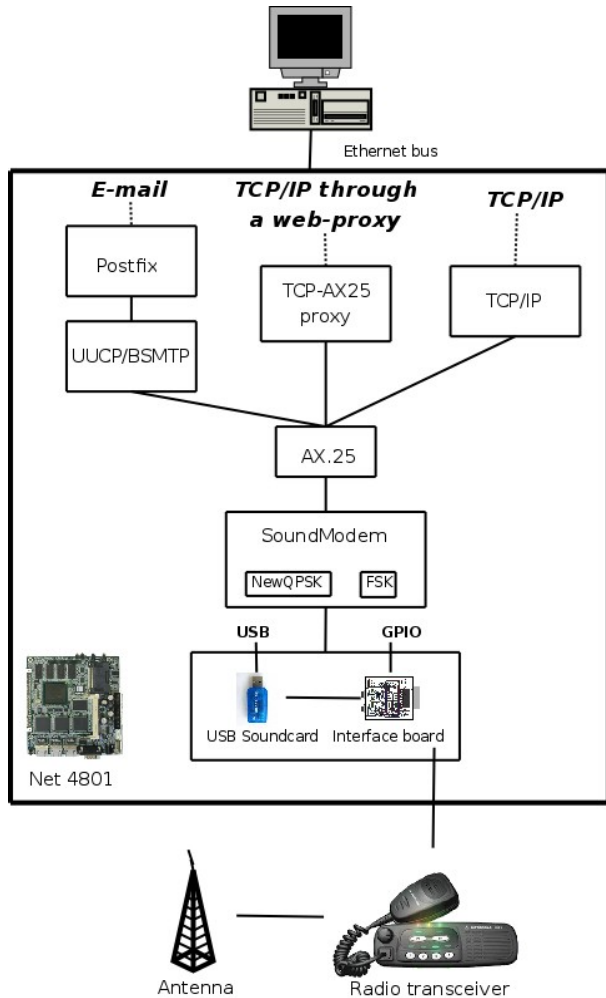 Ethernet bus
E-mail
TCP/IP through
a web-proxy
TCP/IP
Postfix
TCP-AX25
proxy
TCP/IP
UUCP/BSMTP
AX.25
SoundModem
NewQPSK
FSK
USB
GPIO
USB Soundcard
Interface board
Net 4801
Antenna
Radio transceiver